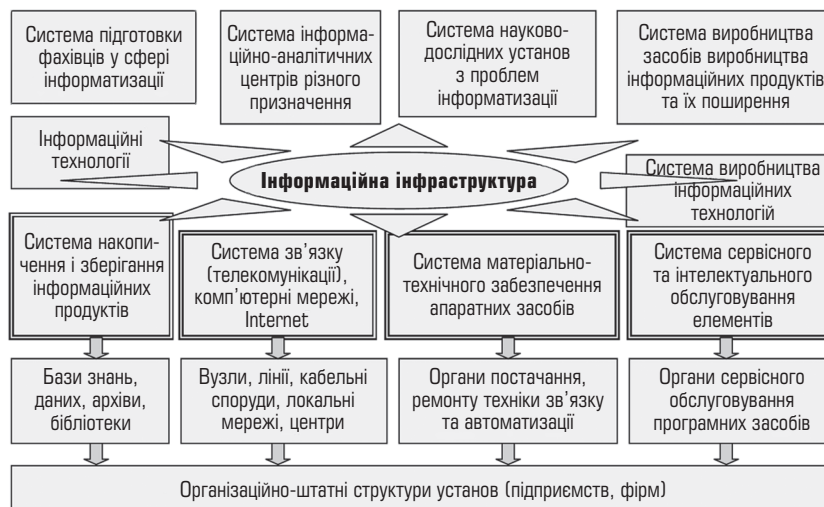 Система підготовки
фахівців у сфері
інформатизації
Система інформа-
ційно-аналітичних
центрів різного
призначення
Система науково-
дослідних установ
з проблем
інформатизації
Система виробництва
засобів виробництва
інформаційних продуктів
та їх поширення
Інформаційні
технології
Інформаційна інфраструктура
Система виробництва
інформаційних
технологій
Система накопи-
чення і зберігання
інформаційних
продуктів
Система зв’язку
(телекомунікації),
комп’ютерні мережі,
Internet
Система матеріально-
технічного забезпечення
апаратних засобів
Система сервісного
та інтелектуального
обслуговування
елементів
Бази знань,
даних, архіви,
бібліотеки
Вузли, лінії, кабельні
споруди, локальні
мережі, центри
Органи постачання,
ремонту техніки зв’язку
та автоматизації
Органи сервісного
обслуговування
програмних засобів
Організаційно-штатні структури установ (підприємств, фірм)